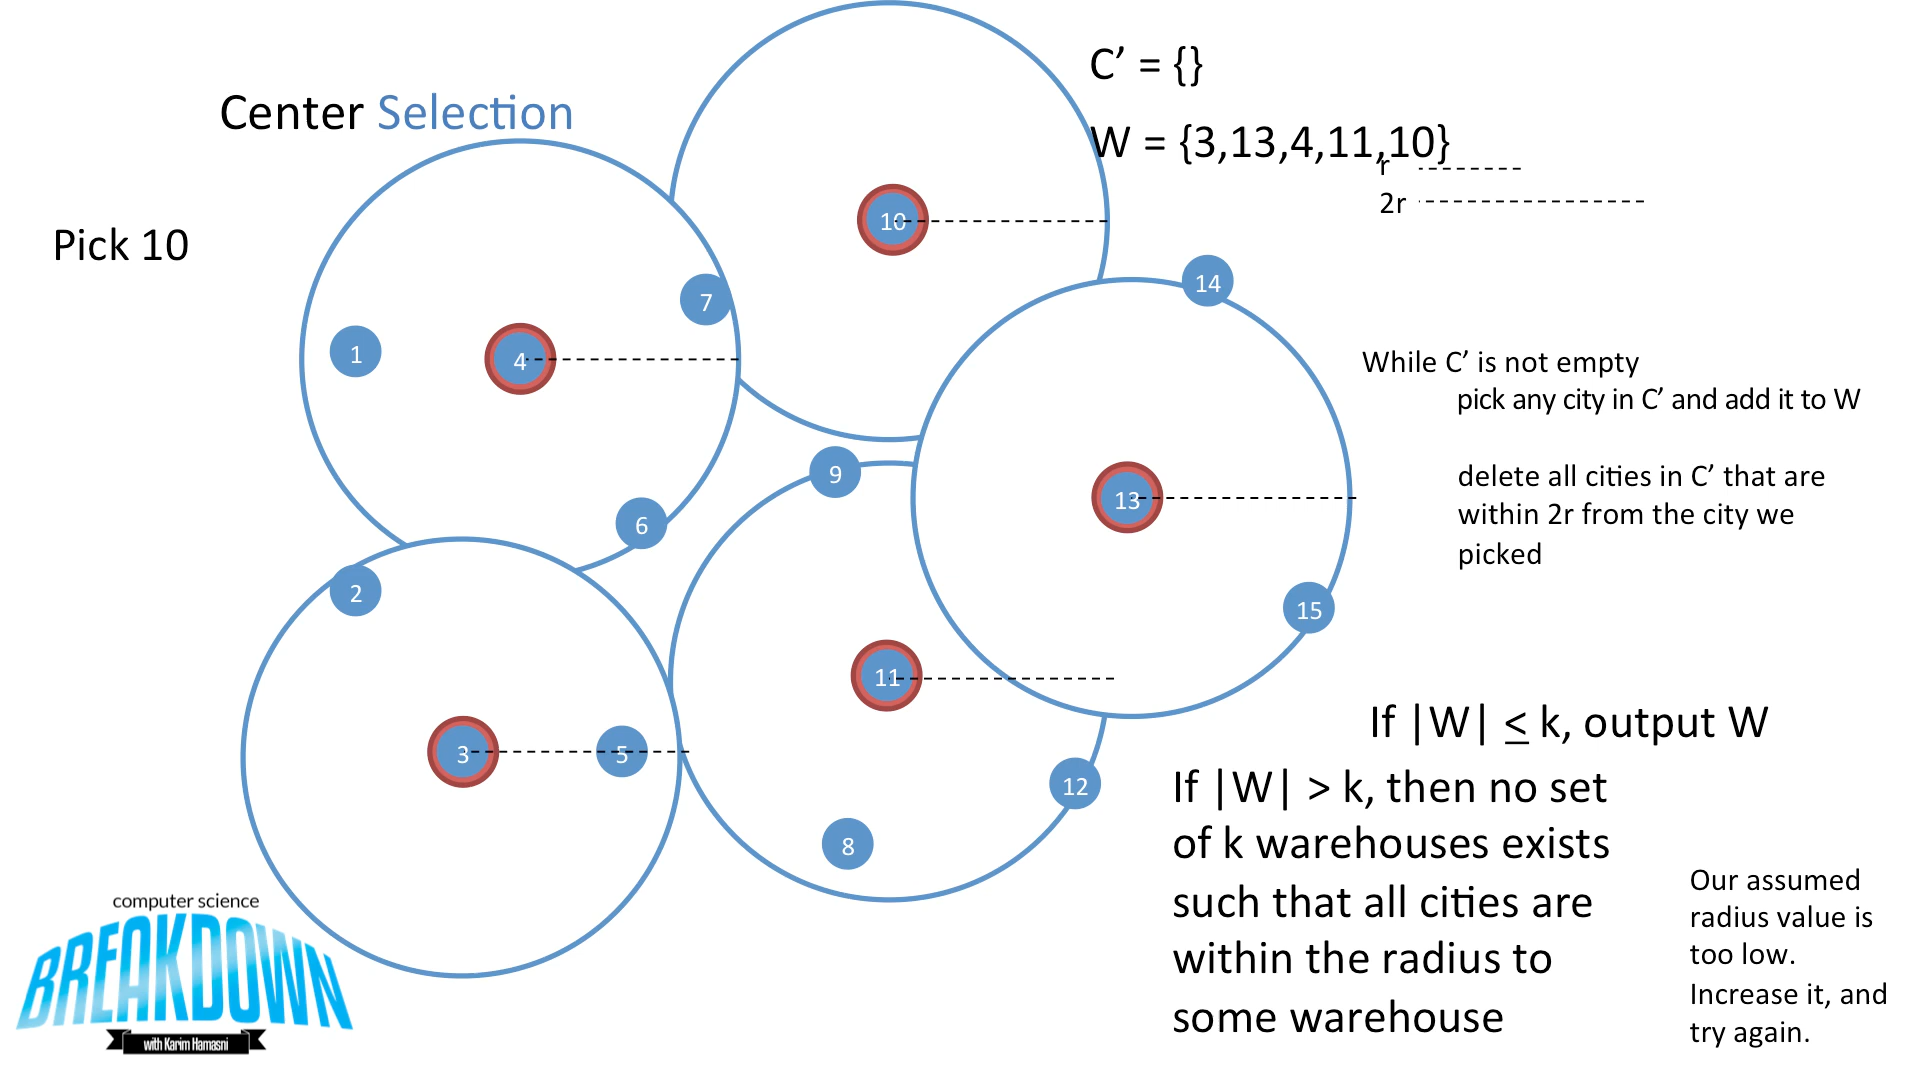 C’ = {}
Center Selection
W = {3,13,4,11,10}
r
2r
Pick 10
10
14
7
1
4
While C’ is not empty
pick any city in C’ and add it to W
delete all cities in C’ that are
within 2r from the city we
picked
9
13
6
2
15
11
3
5
12
8
If |W| ≤ k, output W
If |W| > k, then no set
of k warehouses exists
such that all cities are
within the radius to
some warehouse
Our assumed
radius value is
too low.
Increase it, and
try again.
computer science
BREAKDOWN
with Karim Hamasni